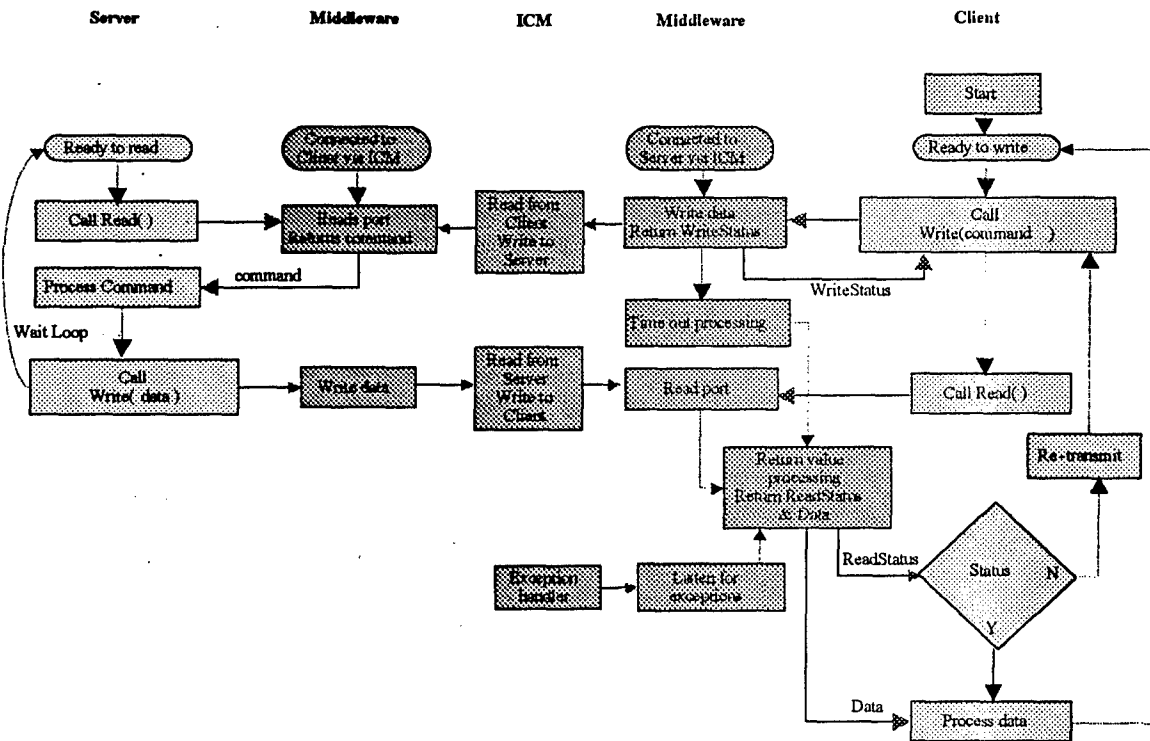 Server
Middleware
ICM
Middleware
Client
Start
Ready to read
Connected to
Client via ICM
Connected to
Server via ICM
Ready to write
Call Read( )
Reads port
Returns command
Read from
Client
Write to
Server
Write data
Return WriteStatus
Call
Write(command )
command
WriteStatus
Process Command
Time out processing
Wait Loop
Call
Write( data )
Write data
Read from
Server
Write to
Client
Read port
Call Read( )
Return value
processing
Return ReadStatus
& Data
Re-transmit
ReadStatus
Status
N
Y
Exception
handler
Listen for
exceptions
Data
Process data